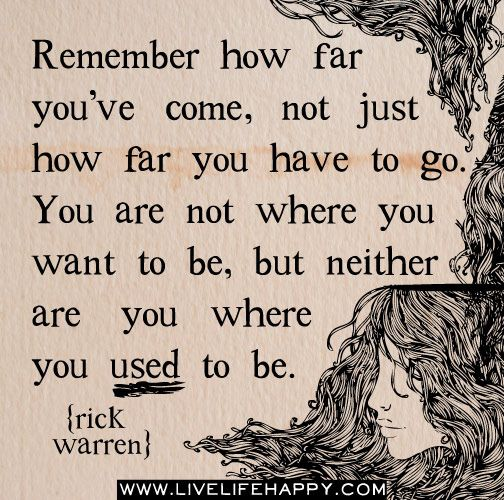 Remember how far
you've come, not just
how far you have to go.
You are not where you
want to be, but neither
are you where
you used to be.
{rick
warren}
WWW.LIVELIFEHAPPY.COM